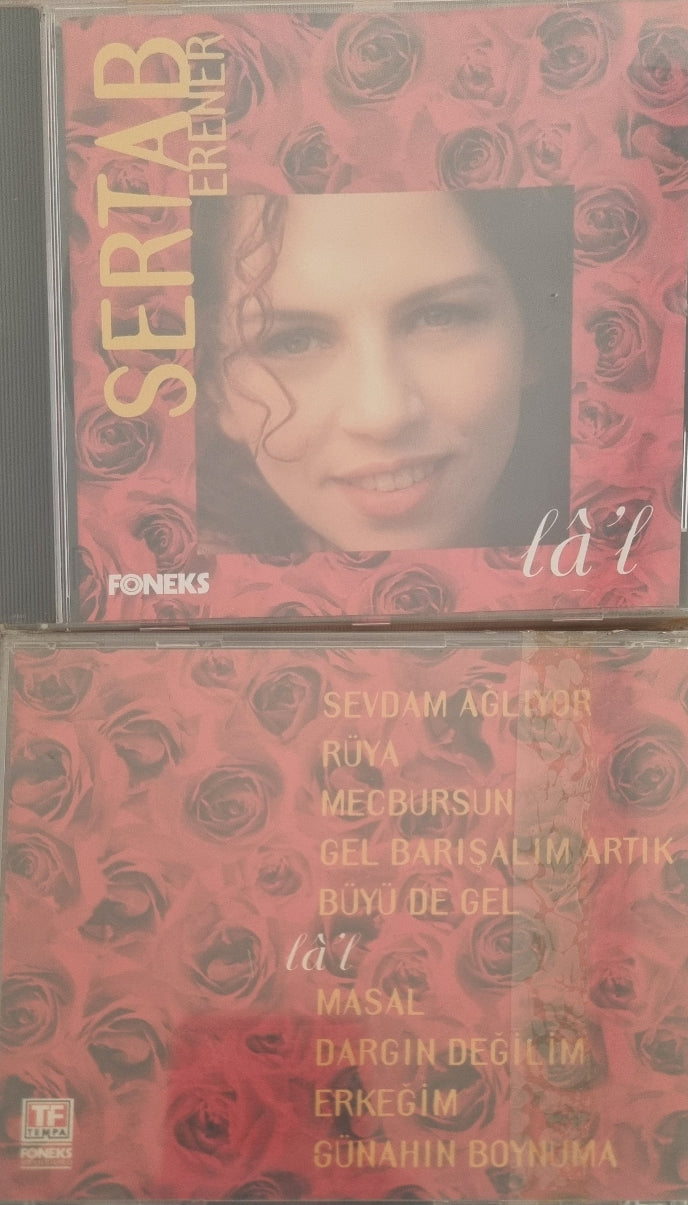 SERTAB
ERENER
lâ'l
FONEKS
SEVDAM AĞLIYOR
RÜYA
MECBURSUN
GEL BARIŞALIM ARTIK
BÜYÜ DE GEL
lâ'l
MASAL
DARGIN DEĞİLİM
ERKEĞİM
GÜNAHIN BOYNUMA
TF
TEMPA
FONEKS